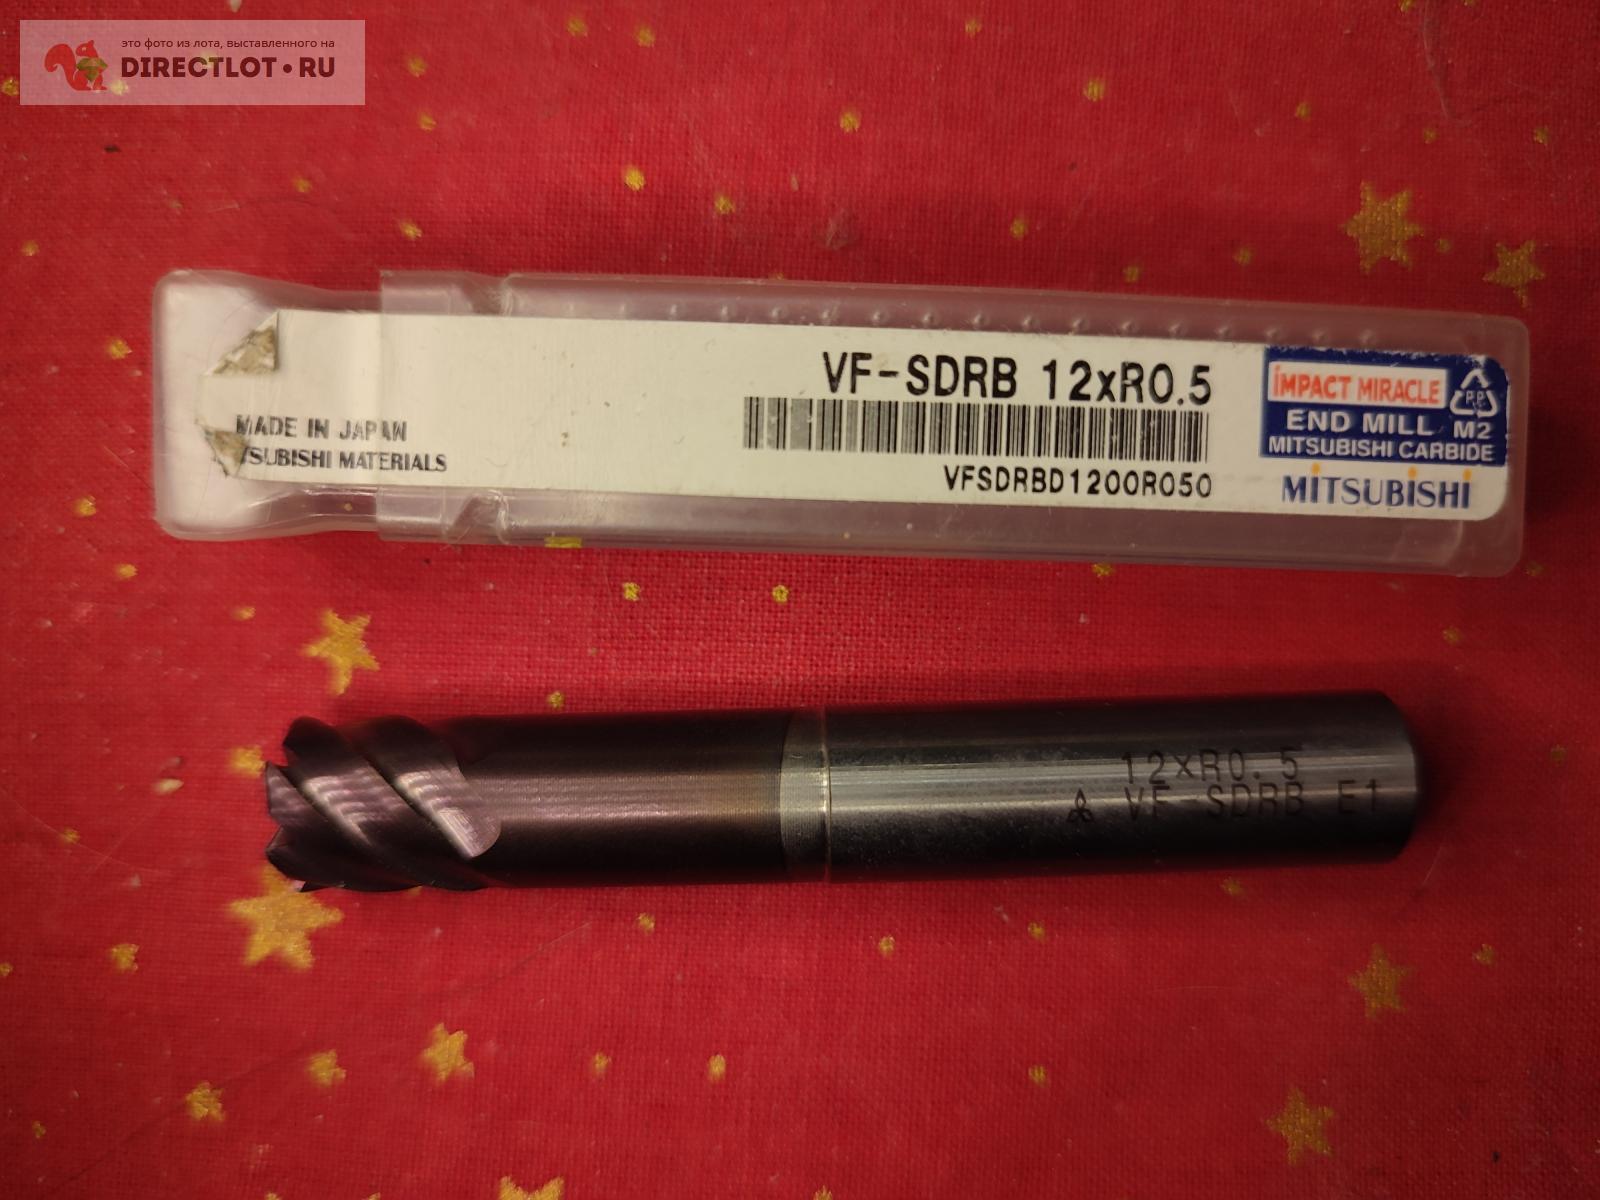 это фото из лота, выставленного на
DIRECTLOT•RU
VF-SDRB 12xR0.5
VFSDRBD1200R050
MADE IN JAPAN
MATERIALS
IMPACT MIRACLE
PP
END MILL M2
MITSUBISHI CARBIDE
MITSUBISHI
12xR0.5
VF-SDRB E1